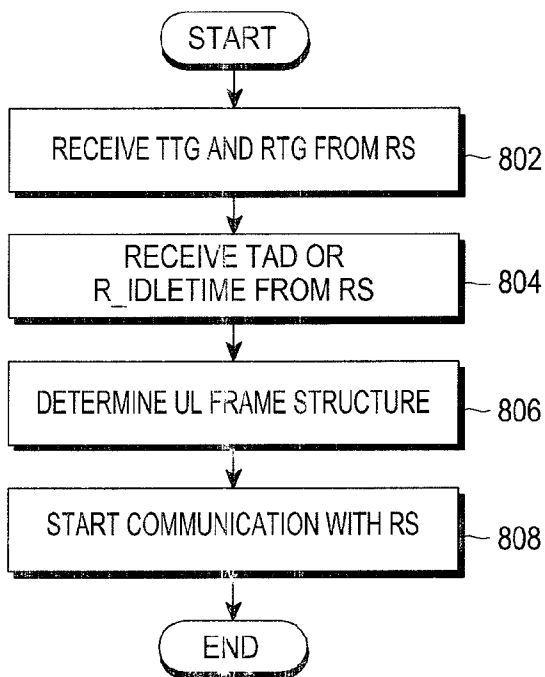 START
RECEIVE TTG AND RTG FROM RS
802
RECEIVE TAD OR
R_IDLETIME FROM RS
804
DETERMINE UL FRAME STRUCTURE
806
START COMMUNICATION WITH RS
808
END